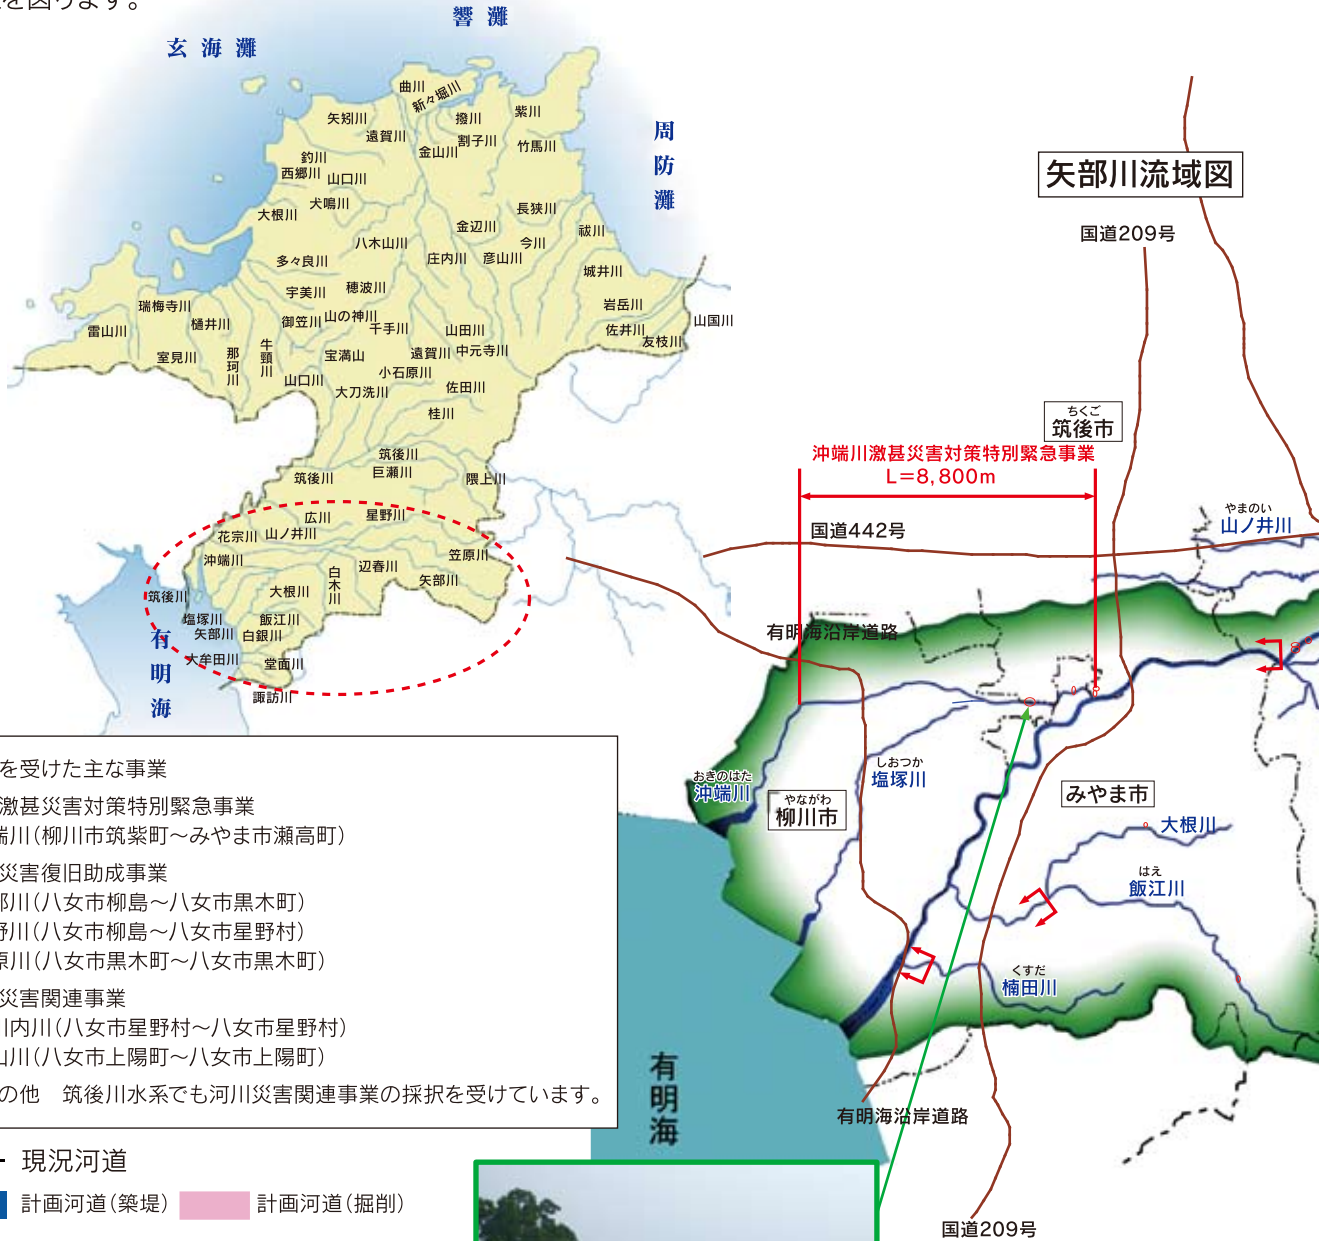 を図ります。
響灘
玄海灘
周防灘
曲川
新々堀川
矢矧川
遠賀川
撥川
紫川
割子川
金山川
竹馬川
釣川
西郷川
山口川
犬鳴川
大根川
長狭川
金辺川
祓川
八木山川
今川
多々良川
庄内川
彦山川
城井川
宇美川
穂波川
岩岳川
瑞梅寺川
樋井川
御笠川
山の神川
千手川
山田川
佐井川
山国川
雷山川
友枝川
室見川
那珂川
牛頸川
宝満山
遠賀川
中元寺川
山口川
小石原川
大刀洗川
佐田川
桂川
筑後川
筑後川
巨瀬川
隈上川
広川
星野川
花宗川
山ノ井川
沖端川
笠原川
白木川
辺春川
矢部川
筑後川
大根川
塩塚川
飯江川
矢部川
白銀川
有明海
大牟田川
堂面川
諏訪川
を受けた主な事業
激甚災害対策特別緊急事業
端川（柳川市筑紫町～みやま市瀬高町）
災害復旧助成事業
部川（八女市柳島～八女市黒木町）
野川（八女市柳島～八女市星野村）
原川（八女市黒木町～八女市黒木町）
災害関連事業
川内川（八女市星野村～八女市星野村）
山川（八女市上陽町～八女市上陽町）
の他　筑後川水系でも河川災害関連事業の採択を受けています。
現況河道
計画河道（築堤）
計画河道（掘削）
矢部川流域図
国道209号
ちくご
筑後市
沖端川激甚災害対策特別緊急事業
L=8,800m
国道442号
やまのい
山ノ井川
有明海沿岸道路
おきのはた
沖端川
しおつか
塩塚川
やながわ
柳川市
みやま市
大根川
はえ
飯江川
くすだ
楠田川
有明海
有明海沿岸道路
国道209号